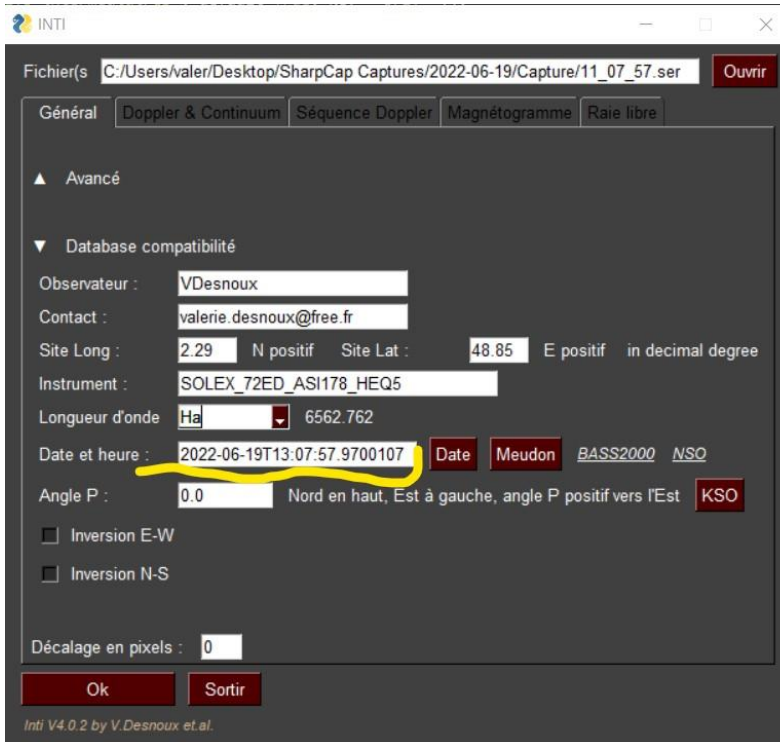 INTI
Fichier(s C:/Users/valer/Desktop/SharpCap Captures/2022-06-19/Capture/11_07_57.ser Ouvrir
Général Doppler & Continuum Séquence Doppler Magnétogramme Raie libre
▲ Avancé
▼ Database compatibilité
Observateur : VDesnoux
Contact : valerie.desnoux@free.fr
Site Long : 2.29 N positif Site Lat : 48.85 E positif in decimal degree
Instrument : SOLEX_72ED_ASI178_HEQ5
Longueur d'onde Ha 6562.762
Date et heure : 2022-06-19T13:07:57.9700107 Date Meudon BASS2000 NSO
Angle P : 0.0 Nord en haut, Est à gauche, angle P positif vers l'Est KSO
Inversion E-W
Inversion N-S
Décalage en pixels : 0
Ok Sortir
Inti V4.0.2 by V.Desnoux et.al.